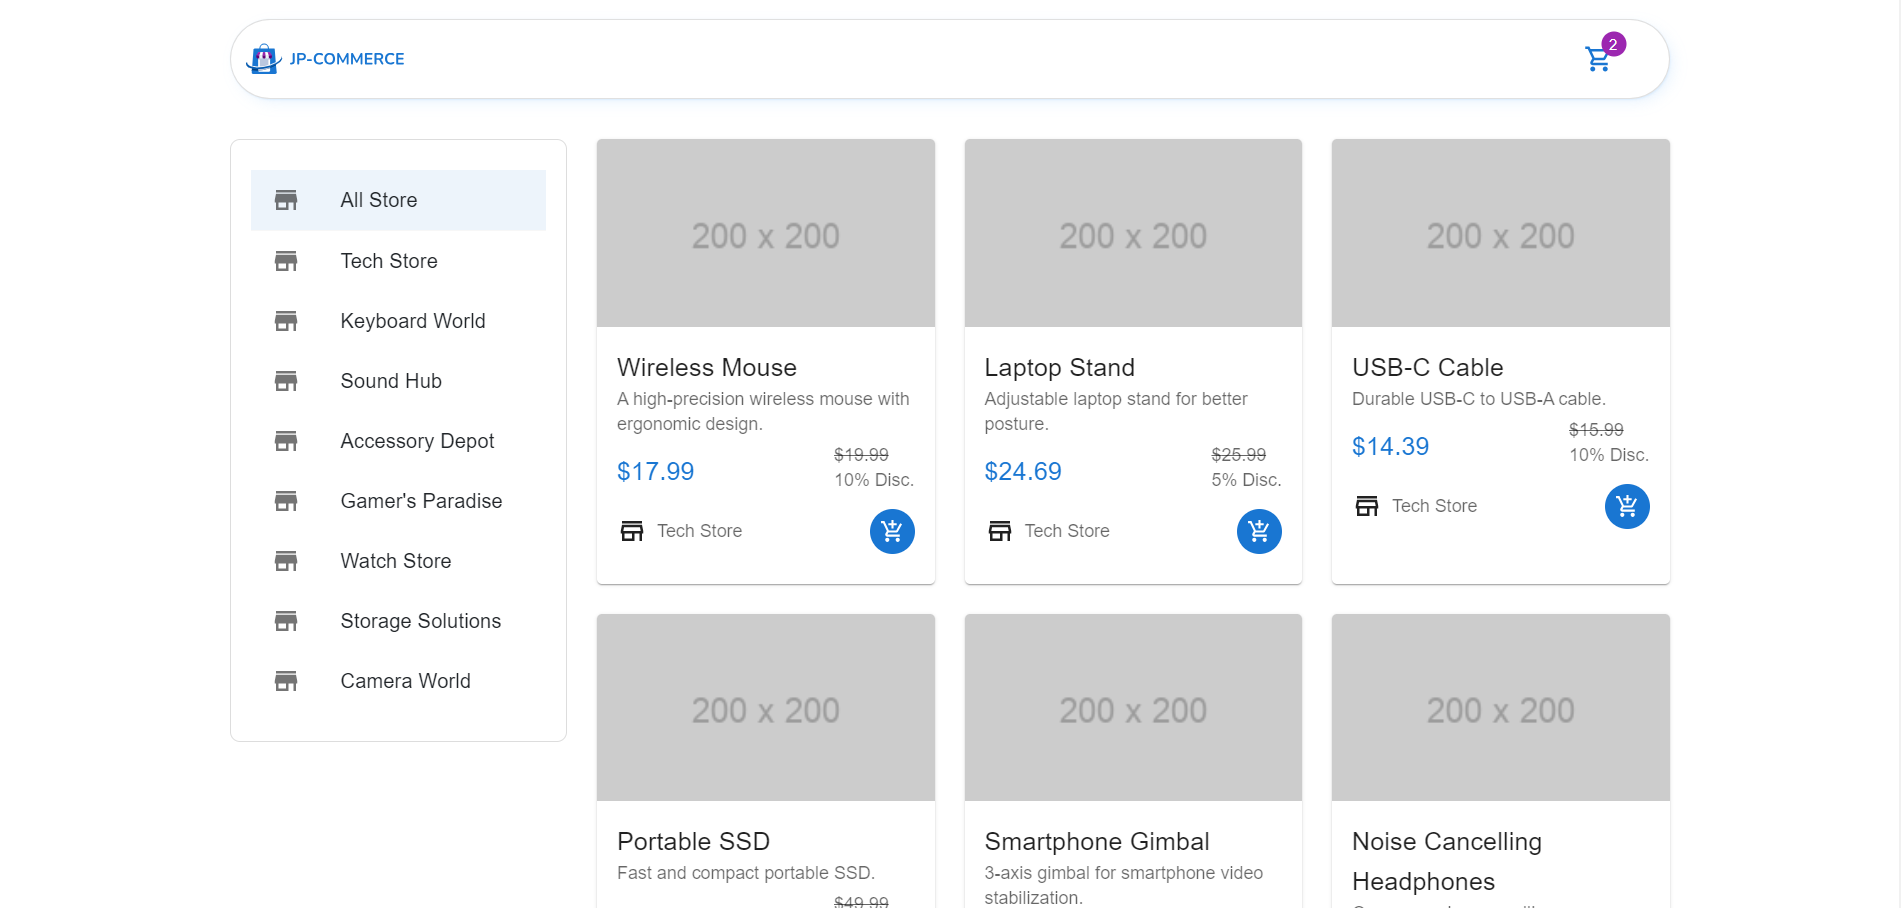 JP-COMMERCE
2
All Store
Tech Store
Keyboard World
Sound Hub
Accessory Depot
Gamer's Paradise
Watch Store
Storage Solutions
Camera World
200 x 200
Wireless Mouse
A high-precision wireless mouse with
ergonomic design.
$17.99
$19.99
10% Disc.
Tech Store
200 x 200
Laptop Stand
Adjustable laptop stand for better
posture.
$24.69
$25.99
5% Disc.
Tech Store
200 x 200
USB-C Cable
Durable USB-C to USB-A cable.
$14.39
$15.99
10% Disc.
Tech Store
200 x 200
Portable SSD
Fast and compact portable SSD.
$49.99
200 x 200
Smartphone Gimbal
3-axis gimbal for smartphone video
stabilization.
200 x 200
Noise Cancelling
Headphones